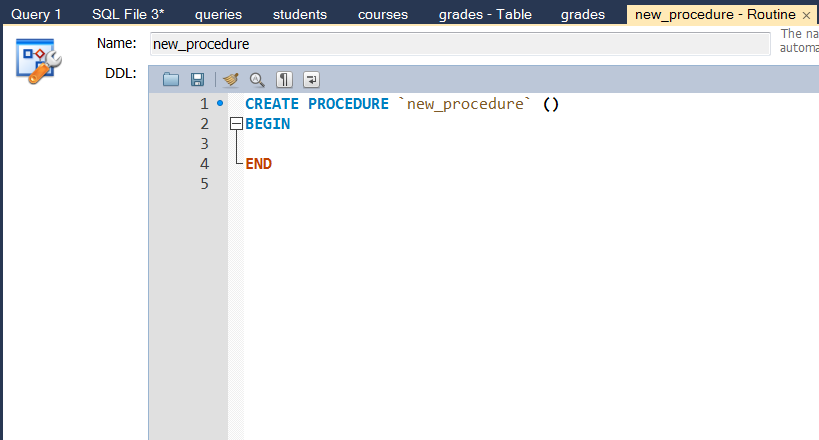 Query 1 SQL File 3* queries students courses grades - Table grades new_procedure - Routine ×
Name: new_procedure
The na
automa
DDL:
1 CREATE PROCEDURE `new_procedure` ()
2 BEGIN
3
4 END
5